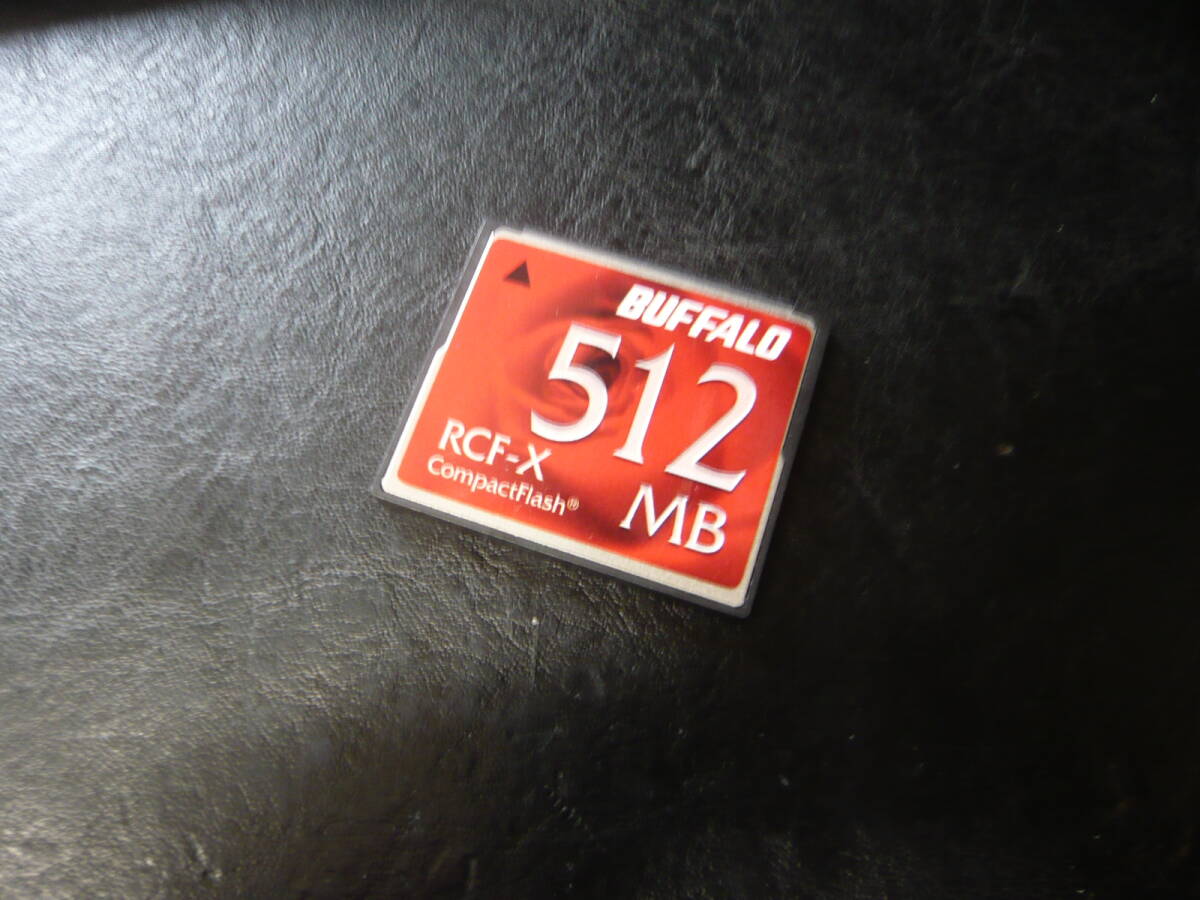 BUFFALO
512
MB
RCF-X
CompactFlash®